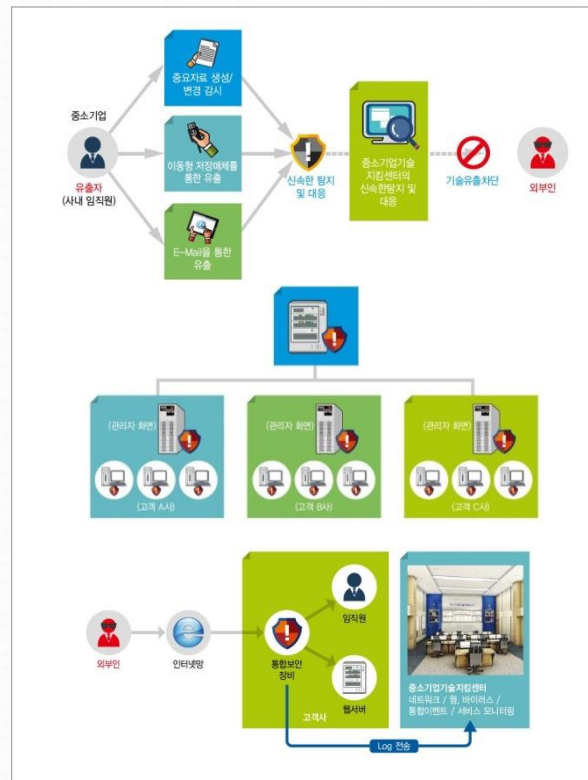 중요자료 생성/
변경 감시
중소기업
유출자
(사내 임직원)
이동형 저장매체를
통한 유출
E-Mail을 통한
유출
신속한 탐지
및 대응
중소기업기술
지킴센터의
신속한탐지 및
대응
기술유출차단
외부인
(관리자 화면)
(고객 A사)
(관리자 화면)
(고객 B사)
(관리자 화면)
(고객 C사)
외부인
인터넷망
통합보안
장비
임직원
웹서버
고객사
중소기업기술지킴센터
네트워크 / 웜, 바이러스 /
통합이벤트 / 서비스 모니터링
Log 전송